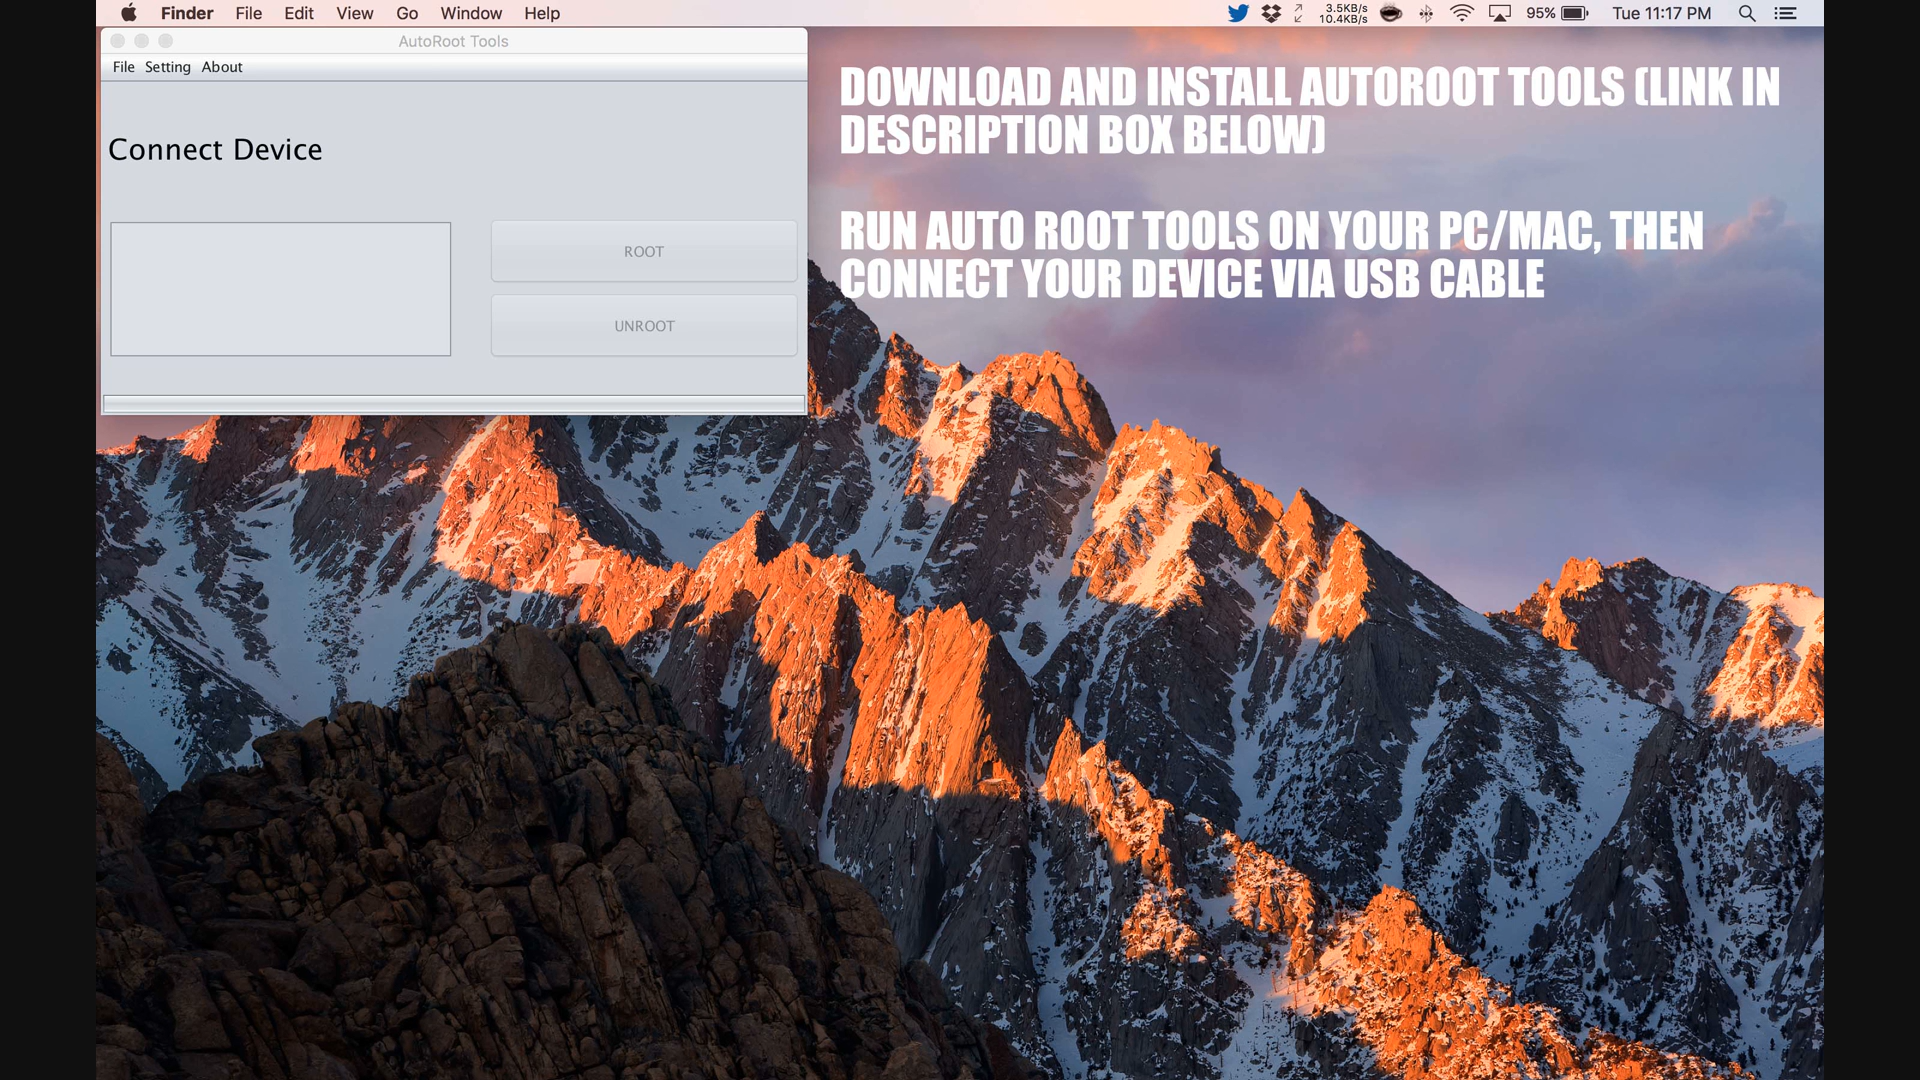 Finder File Edit View Go Window Help 3.5KB/s 10.4KB/s 95% Tue 11:17 PM
AutoRoot Tools
File Setting About
Connect Device
ROOT
UNROOT
DOWNLOAD AND INSTALL AUTOROOT TOOLS (LINK IN
DESCRIPTION BOX BELOW)
RUN AUTO ROOT TOOLS ON YOUR PC/MAC, THEN
CONNECT YOUR DEVICE VIA USB CABLE